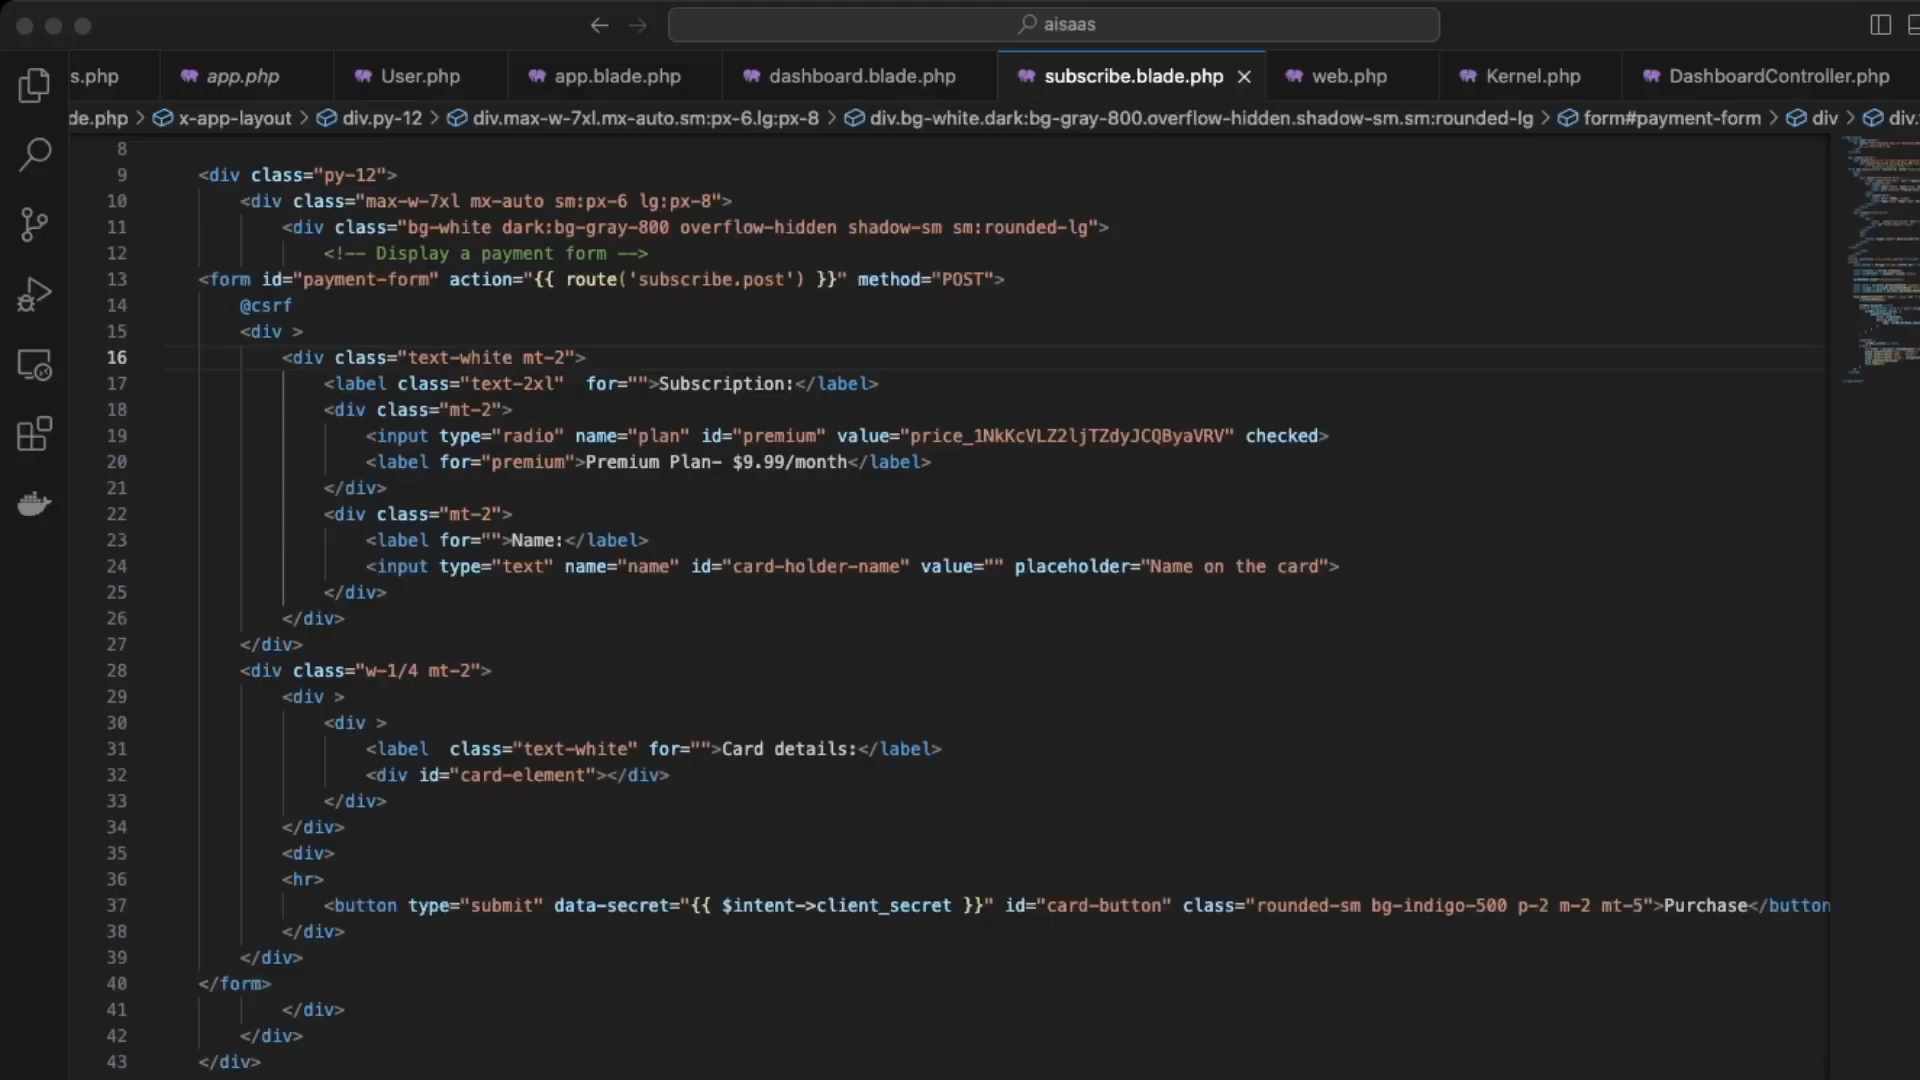 aisaas
s.php app.php User.php app.blade.php dashboard.blade.php subscribe.blade.php web.php Kernel.php DashboardController.php
de.php > x-app-layout > div.py-12 > div.max-w-7xl.mx-auto.sm:px-6.lg:px-8 > div.bg-white.dark:bg-gray-800.overflow-hidden.shadow-sm.sm:rounded-lg > form#payment-form > div > div.
8
9 <div class="py-12">
10 <div class="max-w-7xl mx-auto sm:px-6 lg:px-8">
11 <div class="bg-white dark:bg-gray-800 overflow-hidden shadow-sm sm:rounded-lg">
12 <!-- Display a payment form -->
13 <form id="payment-form" action="{{ route('subscribe.post') }}" method="POST">
14 @csrf
15 <div >
16 <div class="text-white mt-2">
17 <label class="text-2xl"  for="">Subscription:</label>
18 <div class="mt-2">
19 <input type="radio" name="plan" id="premium" value="price_1NkKcVLZ2ljTZdyJCQByaVRV" checked>
20 <label for="premium">Premium Plan- $9.99/month</label>
21 </div>
22 <div class="mt-2">
23 <label for="">Name:</label>
24 <input type="text" name="name" id="card-holder-name" value="" placeholder="Name on the card">
25 </div>
26 </div>
27 </div>
28 <div class="w-1/4 mt-2">
29 <div >
30 <div >
31 <label  class="text-white" for="">Card details:</label>
32 <div id="card-element"></div>
33 </div>
34 </div>
35 <div>
36 <hr>
37 <button type="submit" data-secret="{{ $intent->client_secret }}" id="card-button" class="rounded-sm bg-indigo-500 p-2 m-2 mt-5">Purchase</button
38 </div>
39 </div>
40 </form>
41 </div>
42 </div>
43 </div>